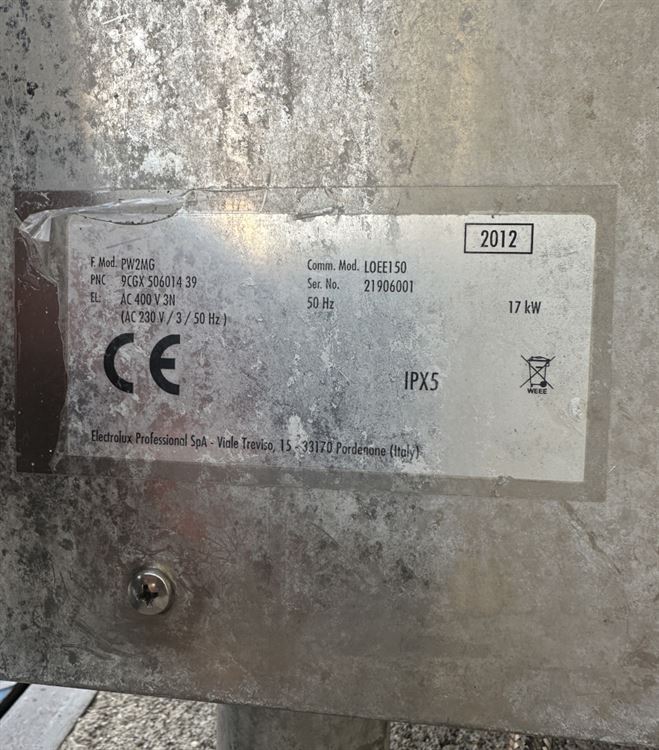 2012
F. Mod. PW2MG Comm. Mod. LOEE150
PNC 9CGX 506014 39 Ser. No. 21906001
EL: AC 400 V 3N 50 Hz 17 kW
(AC 230 V / 3 / 50 Hz )
CE
IPX5
WEEE
Electrolux Professional SpA - Viale Treviso, 15 - 33170 Pordenone (Italy)